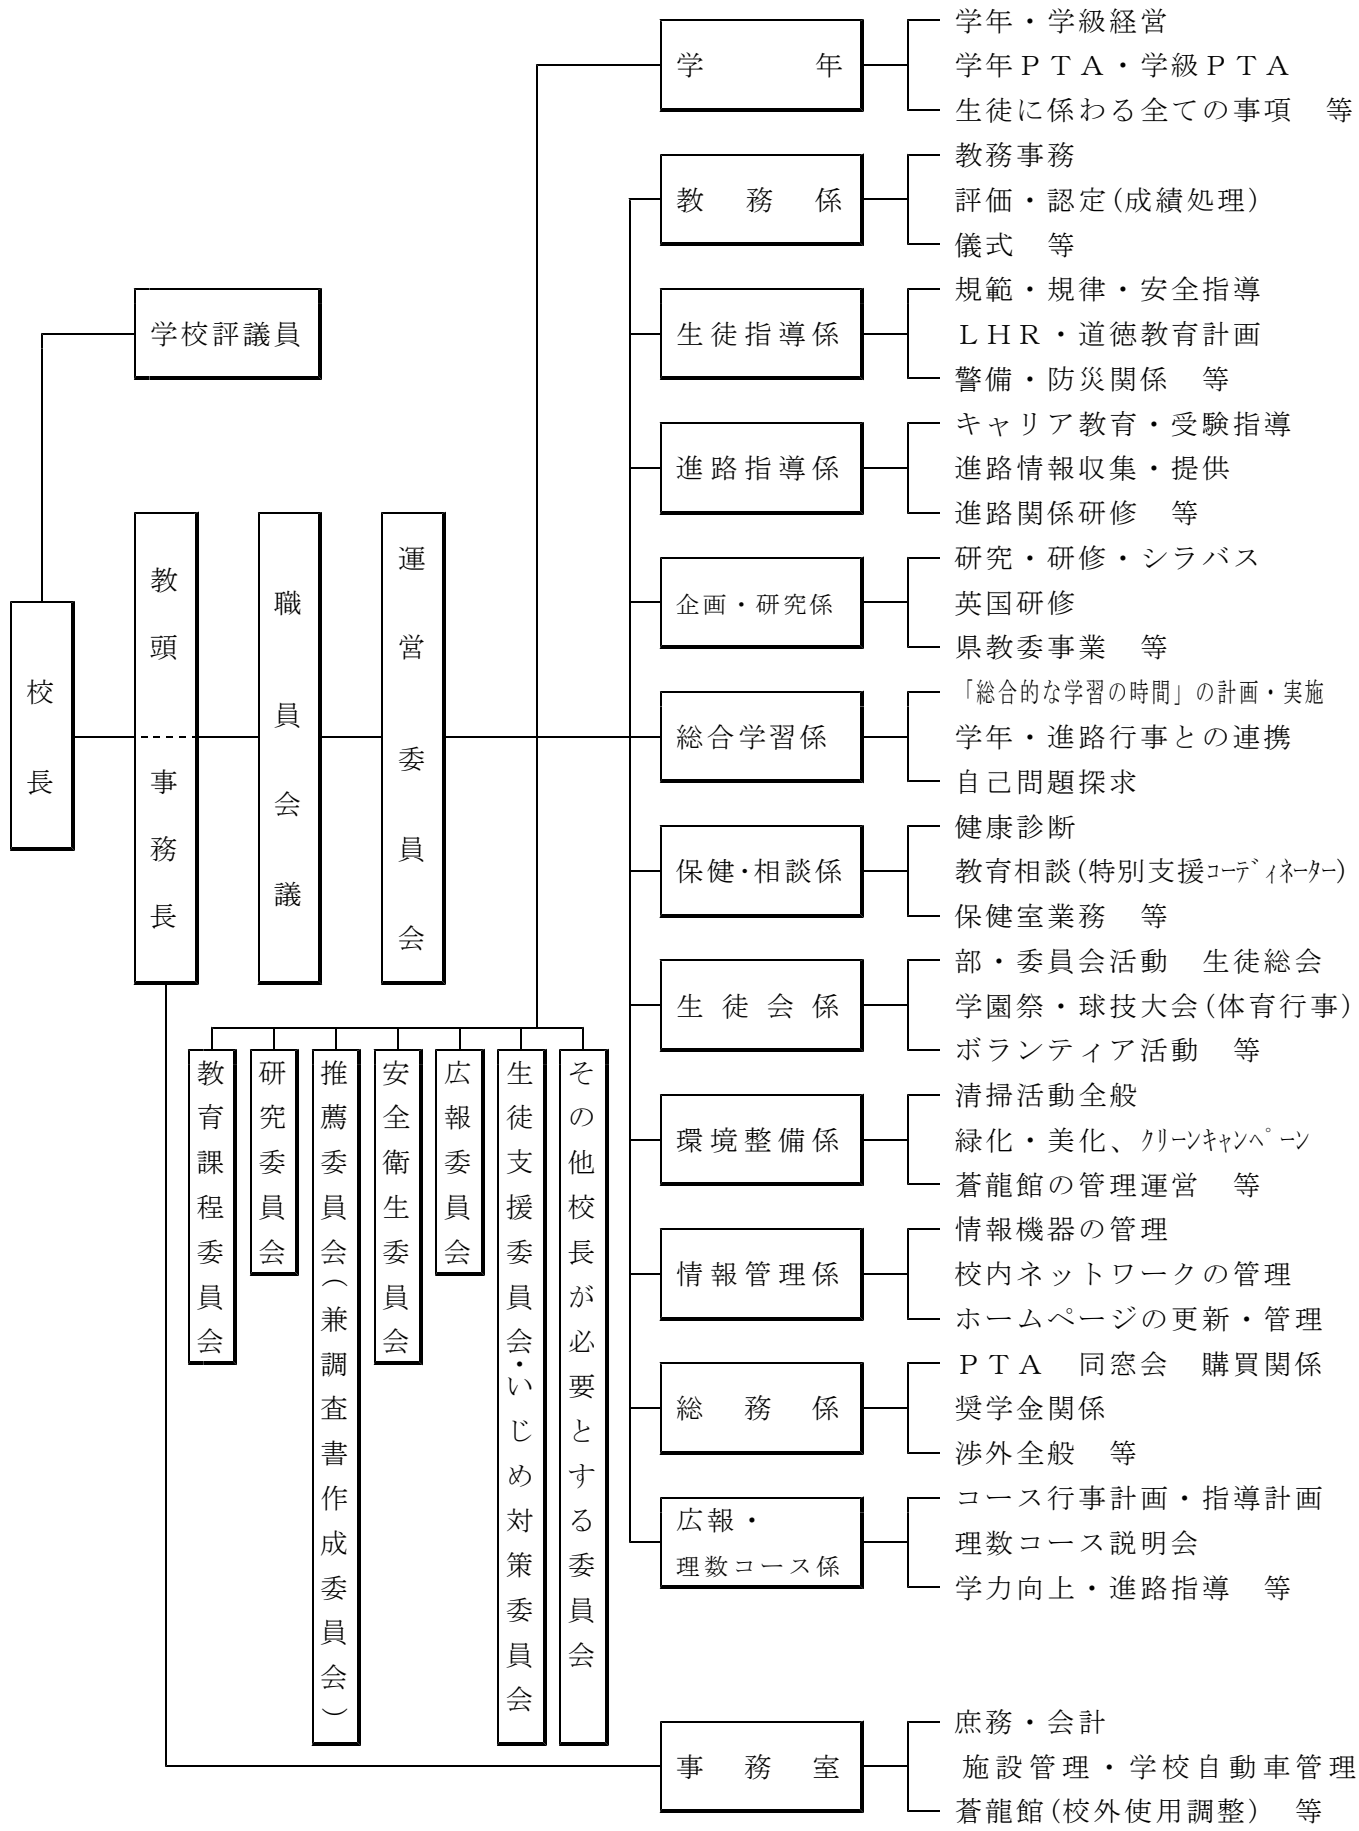 校長
学校評議員
教頭
事務長
職員会議
運営委員会
教育課程委員会
研究委員会
推薦委員会（兼調査書作成委員会）
安全衛生委員会
広報委員会
生徒支援委員会・いじめ対策委員会
その他校長が必要とする委員会
学　　年
学年・学級経営
学年ＰＴＡ・学級ＰＴＡ
生徒に係わる全ての事項　等
教　務　係
教務事務
評価・認定(成績処理)
儀式　等
生徒指導係
規範・規律・安全指導
ＬＨＲ・道徳教育計画
警備・防災関係　等
進路指導係
キャリア教育・受験指導
進路情報収集・提供
進路関係研修　等
企画・研究係
研究・研修・シラバス
英国研修
県教委事業　等
総合学習係
「総合的な学習の時間」の計画・実施
学年・進路行事との連携
自己問題探求
保健・相談係
健康診断
教育相談(特別支援ｺｰﾃﾞｨﾈｰﾀｰ)
保健室業務　等
生徒会係
部・委員会活動　生徒総会
学園祭・球技大会(体育行事)
ボランティア活動　等
環境整備係
清掃活動全般
緑化・美化、ｸﾘｰﾝｷｬﾝﾍﾟｰﾝ
蒼龍館の管理運営　等
情報管理係
情報機器の管理
校内ネットワークの管理
ホームページの更新・管理
総　務　係
ＰＴＡ　同窓会　購買関係
奨学金関係
渉外全般　等
広報・
理数コース係
コース行事計画・指導計画
理数コース説明会
学力向上・進路指導　等
事　務　室
庶務・会計
施設管理・学校自動車管理
蒼龍館(校外使用調整)　等